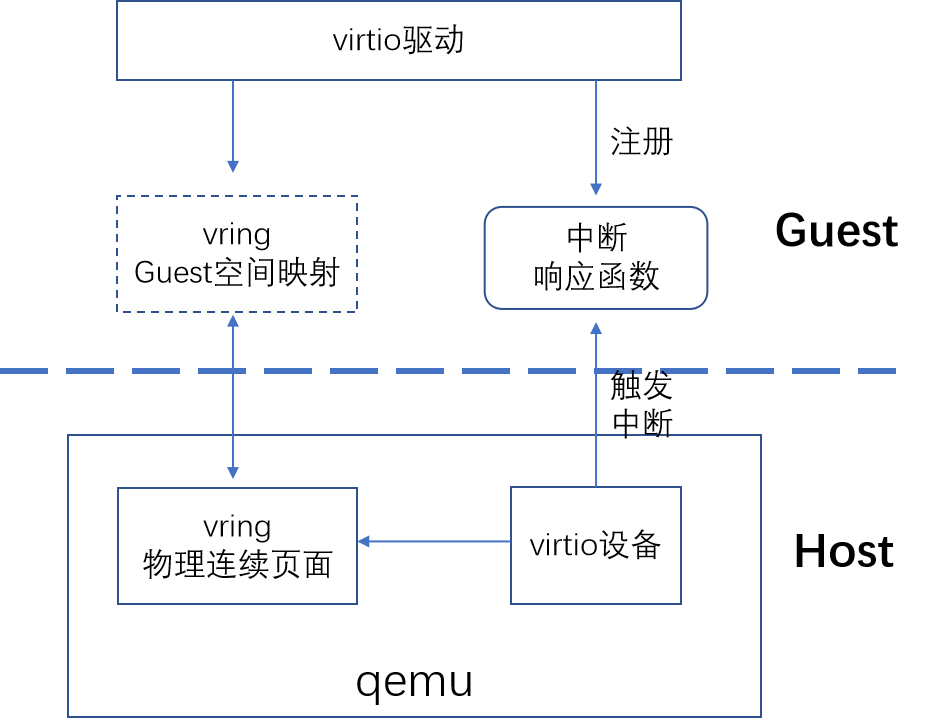 virtio驱动
注册
vring
Guest空间映射
中断
响应函数
Guest
触发
中断
vring
物理连续页面
virtio设备
Host
qemu